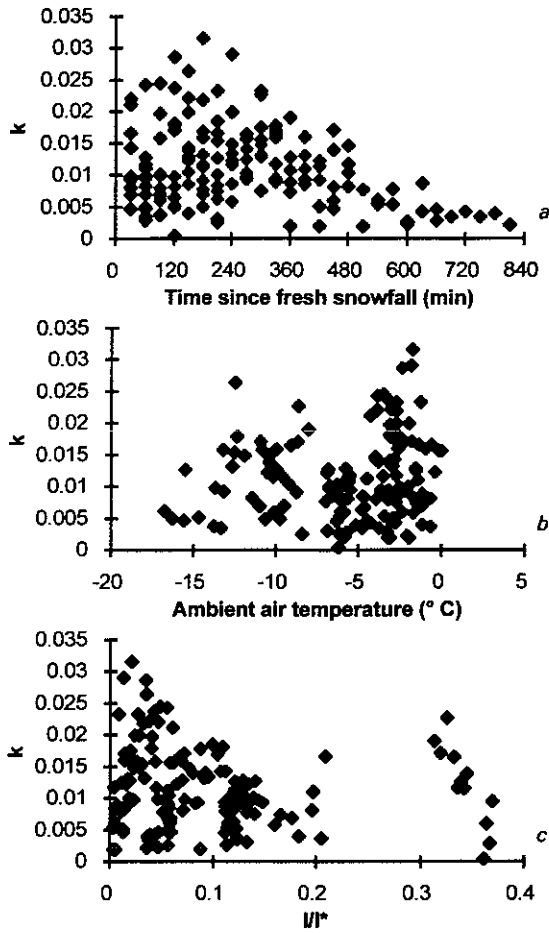 0.035
0.03
0.025
0.02
k 0.015
0.01
0.005
0
0 120 240 360 480 600 720 840
a
Time since fresh snowfall (min)
0.035
0.03
0.025
0.02
k 0.015
0.01
0.005
0
b
-20 -15 -10 -5 0 5
Ambient air temperature (° C)
0.035
0.03
0.025
0.02
k 0.015
0.01
0.005
0
c
0 0.1 0.2 0.3 0.4
I/I*